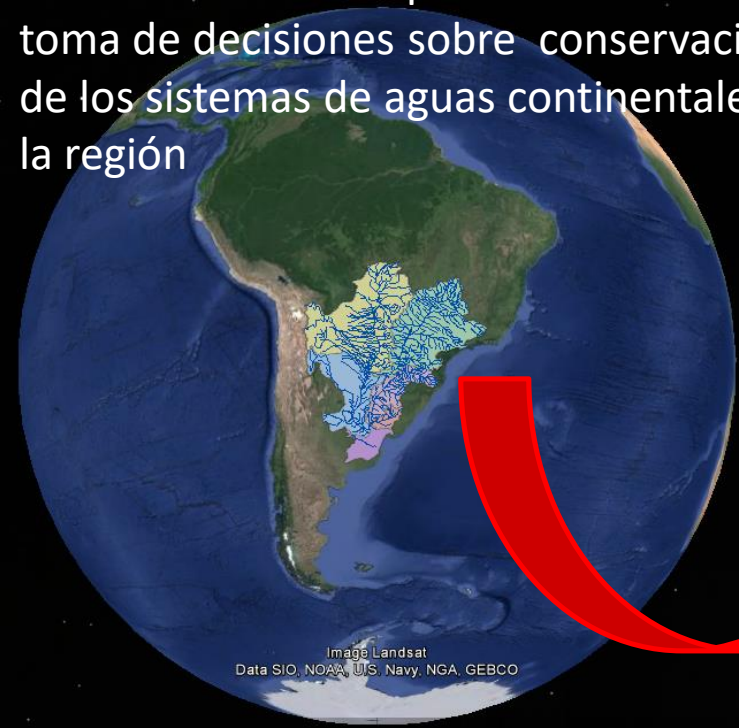 toma de decisiones sobre conservaci
de los sistemas de aguas continentale
la región
Image Landsat
Data SIO, NOAA, U.S. Navy, NGA, GEBCO